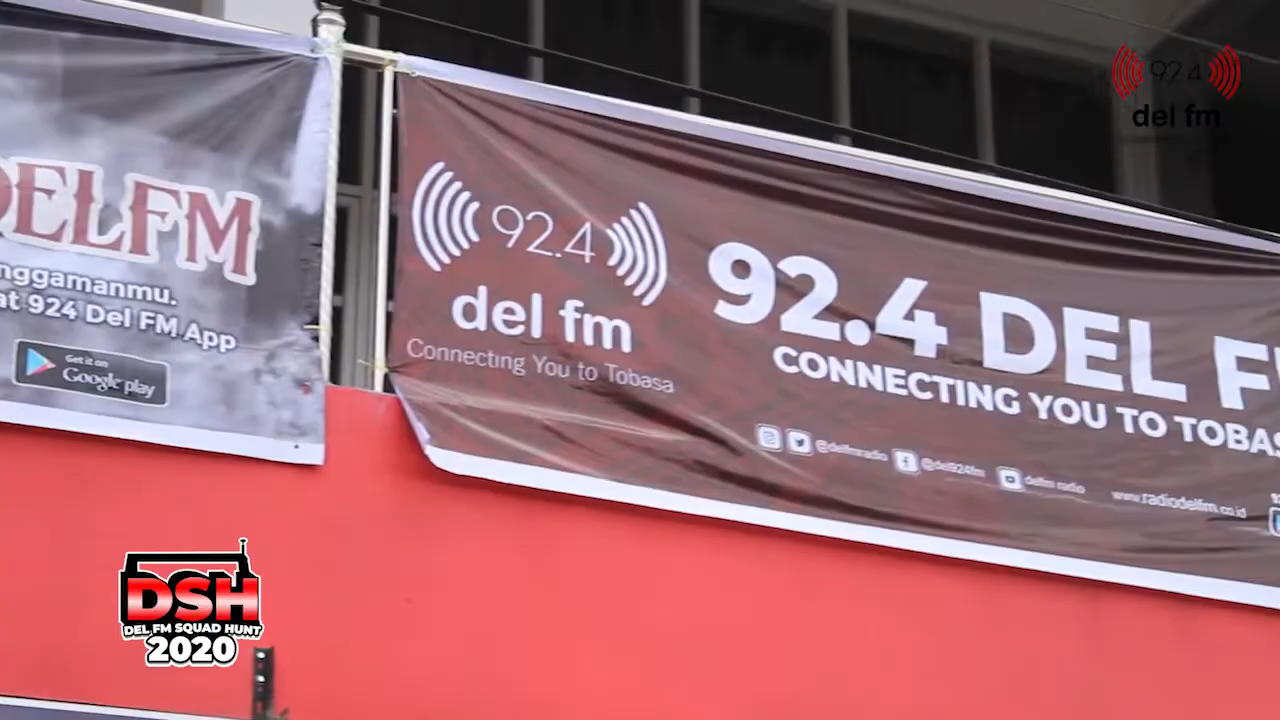 92.4
del fm
DELFM
nggamanmu.
at 924 Del FM App
Get it on
Google play
92.4
del fm
Connecting You to Tobasa
92.4 DEL F
CONNECTING YOU TO TOBAS
@delfmradio
@del924fm
delfm radio
www.radiodelfm.co.id
DSH
DEL FM SQUAD HUNT
2020